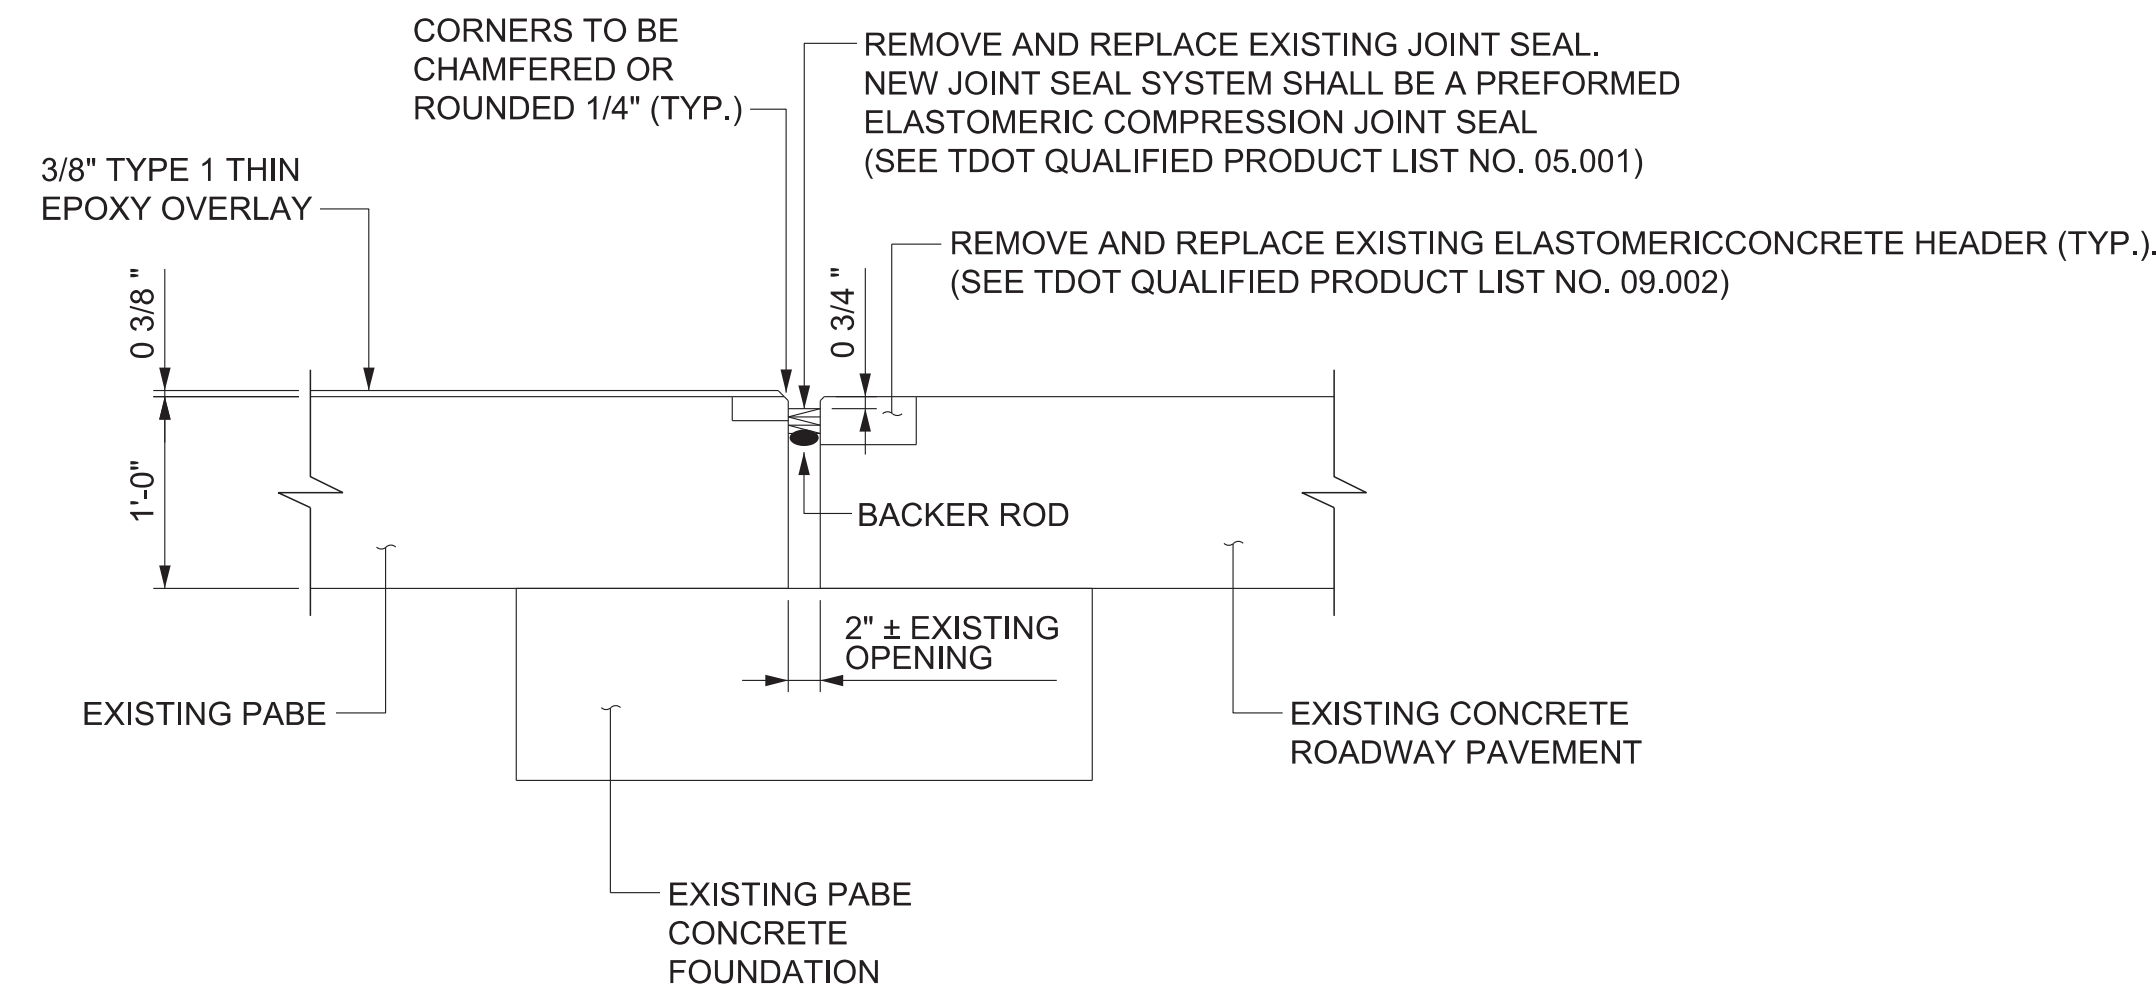 CORNERS TO BE
CHAMFERED OR
ROUNDED 1/4" (TYP.)
REMOVE AND REPLACE EXISTING JOINT SEAL.
NEW JOINT SEAL SYSTEM SHALL BE A PREFORMED
ELASTOMERIC COMPRESSION JOINT SEAL
(SEE TDOT QUALIFIED PRODUCT LIST NO. 05.001)
3/8" TYPE 1 THIN
EPOXY OVERLAY
REMOVE AND REPLACE EXISTING ELASTOMERICCONCRETE HEADER (TYP.).
(SEE TDOT QUALIFIED PRODUCT LIST NO. 09.002)
0 3/8 "
0 3/4 "
1'-0"
BACKER ROD
2" ± EXISTING
OPENING
EXISTING PABE
EXISTING CONCRETE
ROADWAY PAVEMENT
EXISTING PABE
CONCRETE
FOUNDATION